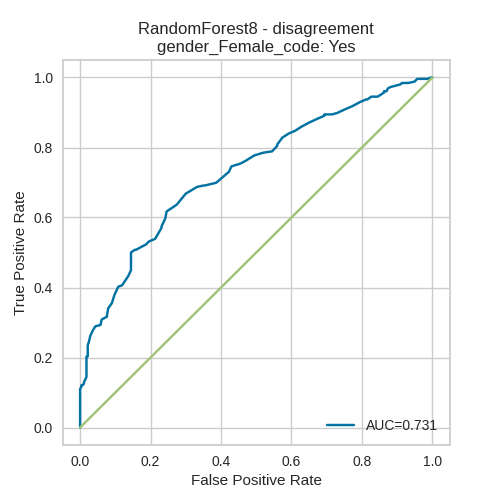 RandomForest8 - disagreement
gender_Female_code: Yes
True Positive Rate
1.0
0.8
0.6
0.4
0.2
0.0
AUC=0.731
0.0 0.2 0.4 0.6 0.8 1.0
False Positive Rate